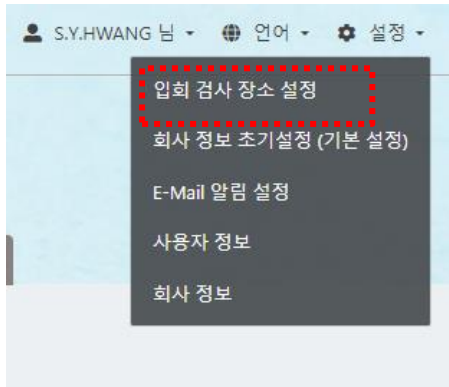 S.Y.HWANG 님 언어 설정
입회 검사 장소 설정
회사 정보 초기설정 (기본 설정)
E-Mail 알림 설정
사용자 정보
회사 정보